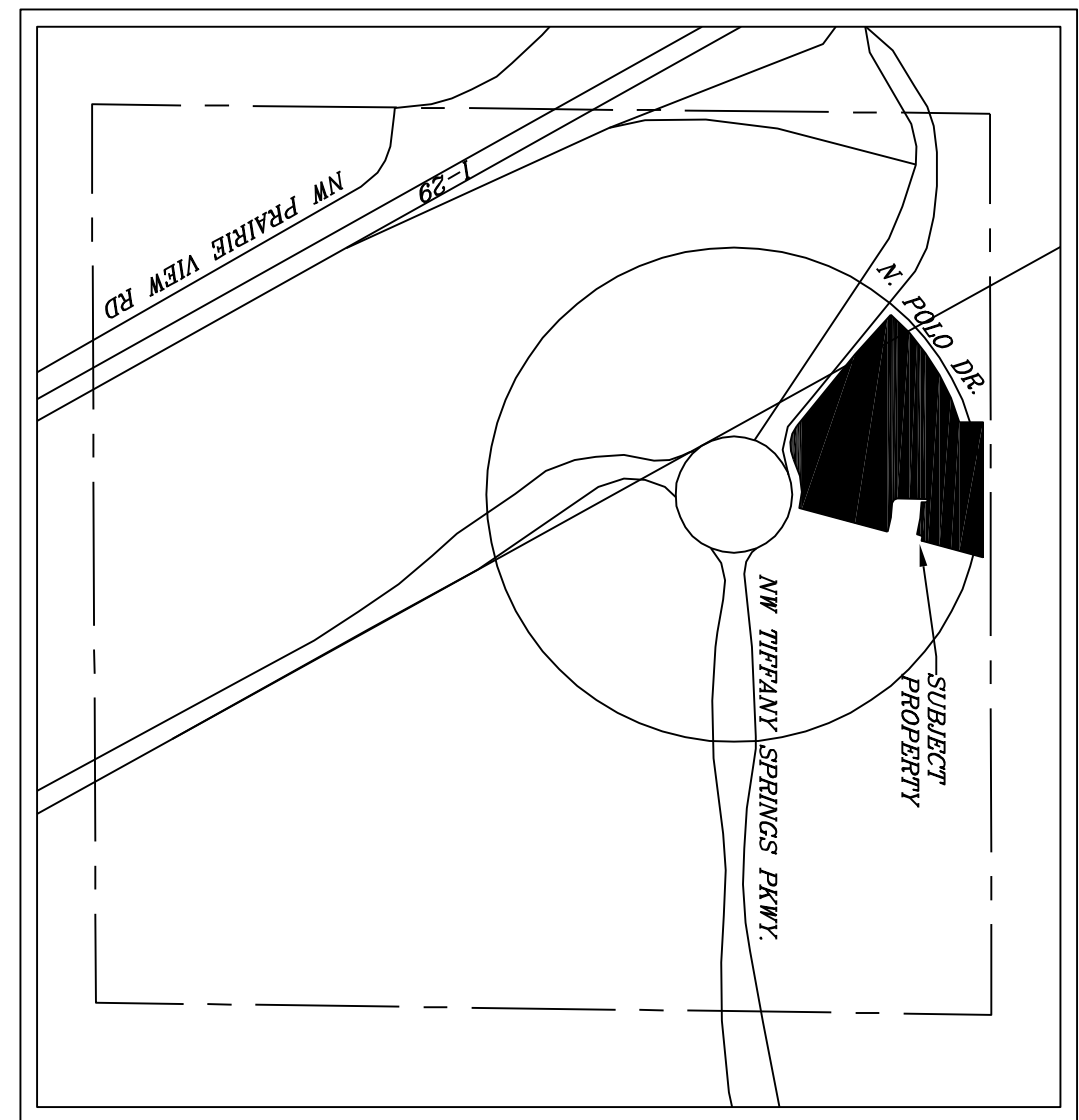 NW PRAIRIE VIEW RD
I-29
N. POLO DR.
NW TIFFANY SPRINGS PKWY.
SUBJECT
PROPERTY